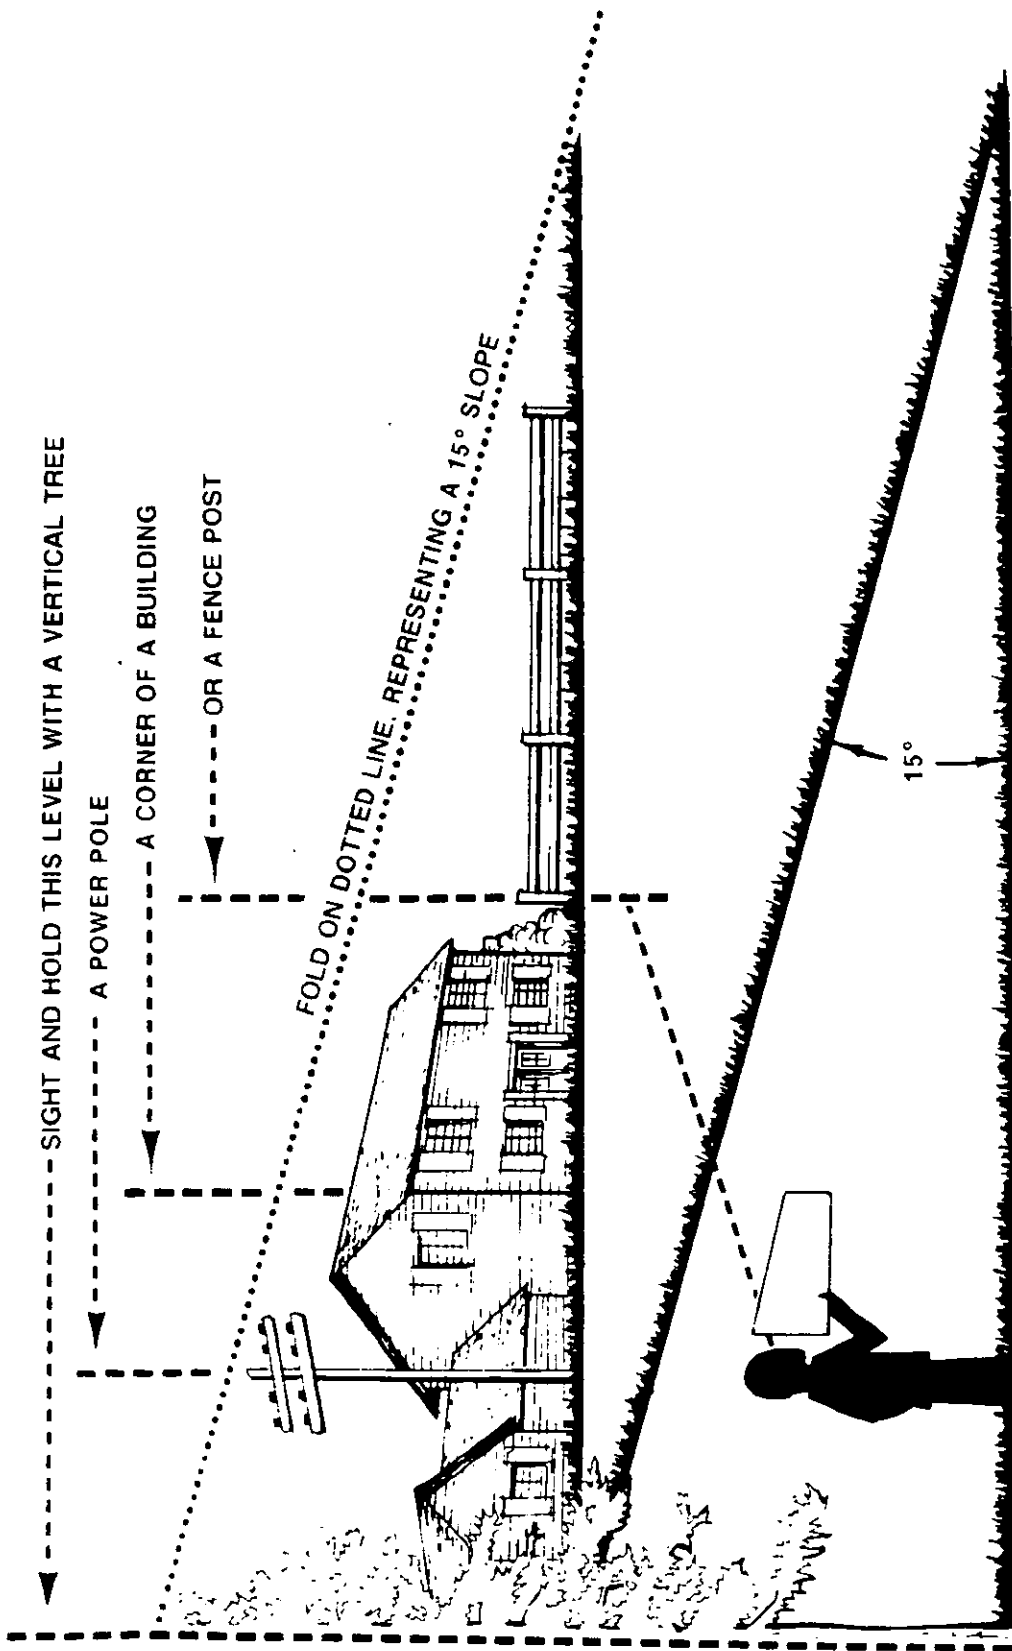 SIGHT AND HOLD THIS LEVEL WITH A VERTICAL TREE
A POWER POLE
A CORNER OF A BUILDING
OR A FENCE POST
FOLD ON DOTTED LINE, REPRESENTING A 15° SLOPE
15°